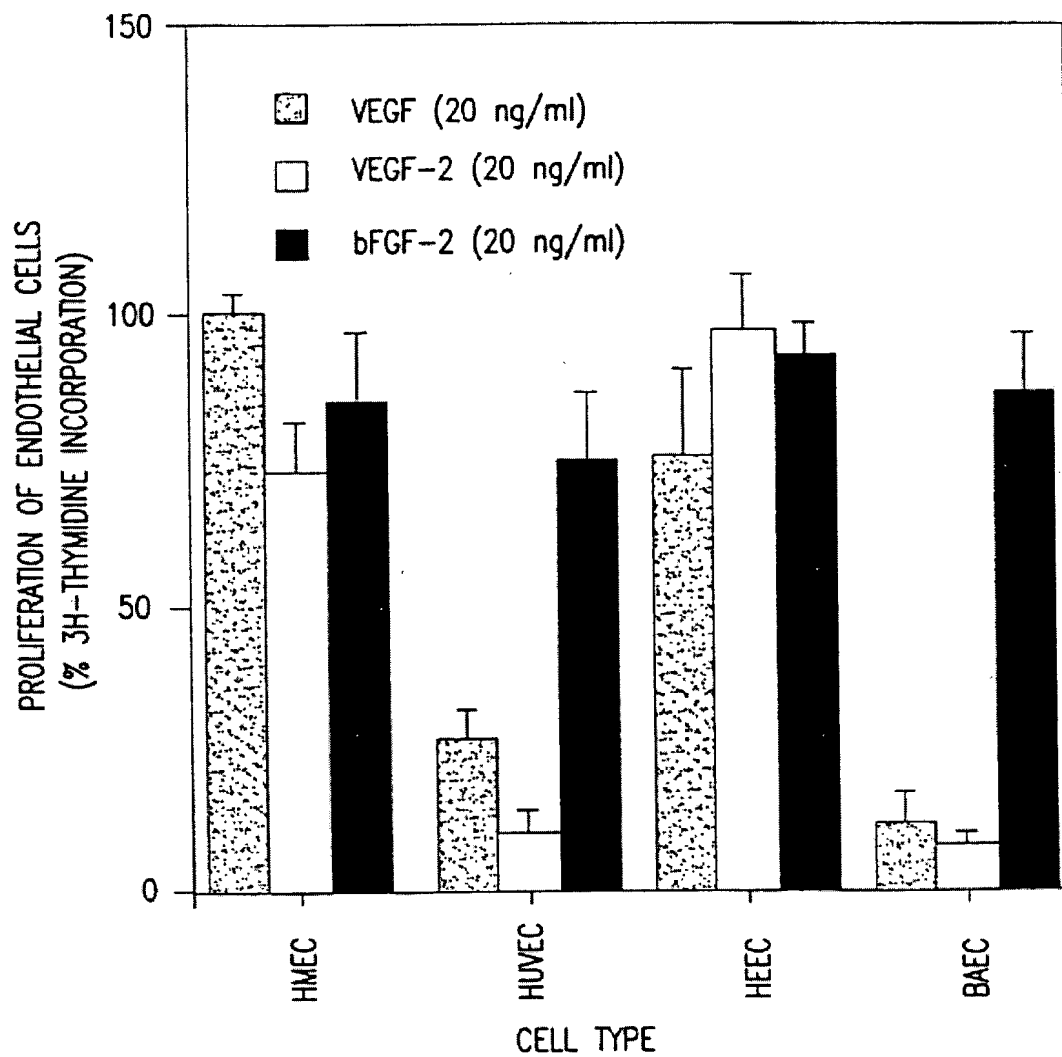 150
VEGF (20 ng/ml)
VEGF-2 (20 ng/ml)
bFGF-2 (20 ng/ml)
100
50
0
PROLIFERATION OF ENDOTHELIAL CELLS
(% 3H-THYMIDINE INCORPORATION)
HMEC
HUVEC
HEEC
BAEC
CELL TYPE